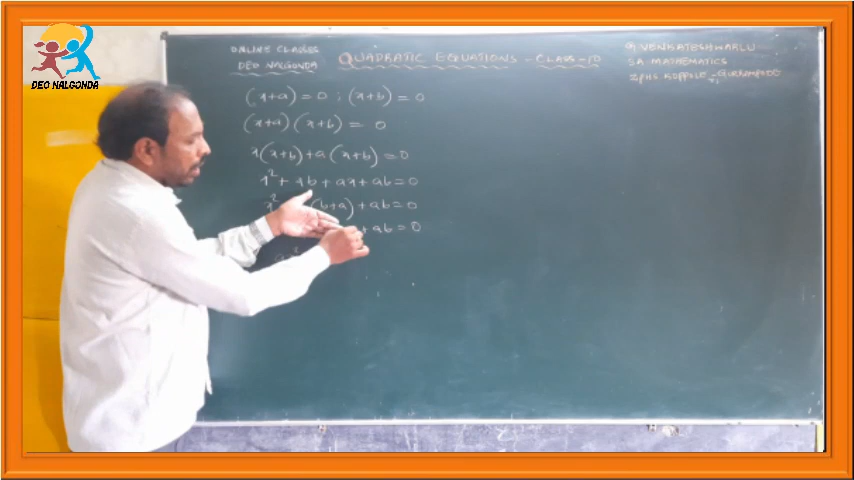 DEO NALGONDA
ONLINE CLASSES
DEO NALGONDA
QUADRATIC EQUATIONS - CLASS-10
G VENKATESHWARLU
SA MATHEMATICS
ZPHS KOPPOLE
(x+a) = 0 ; (x+b) = 0
(x+a) (x+b) = 0
x(x+b) + a(x+b) = 0
x² + xb + ax + ab = 0
x² (b+a) + ab = 0
+ ab = 0